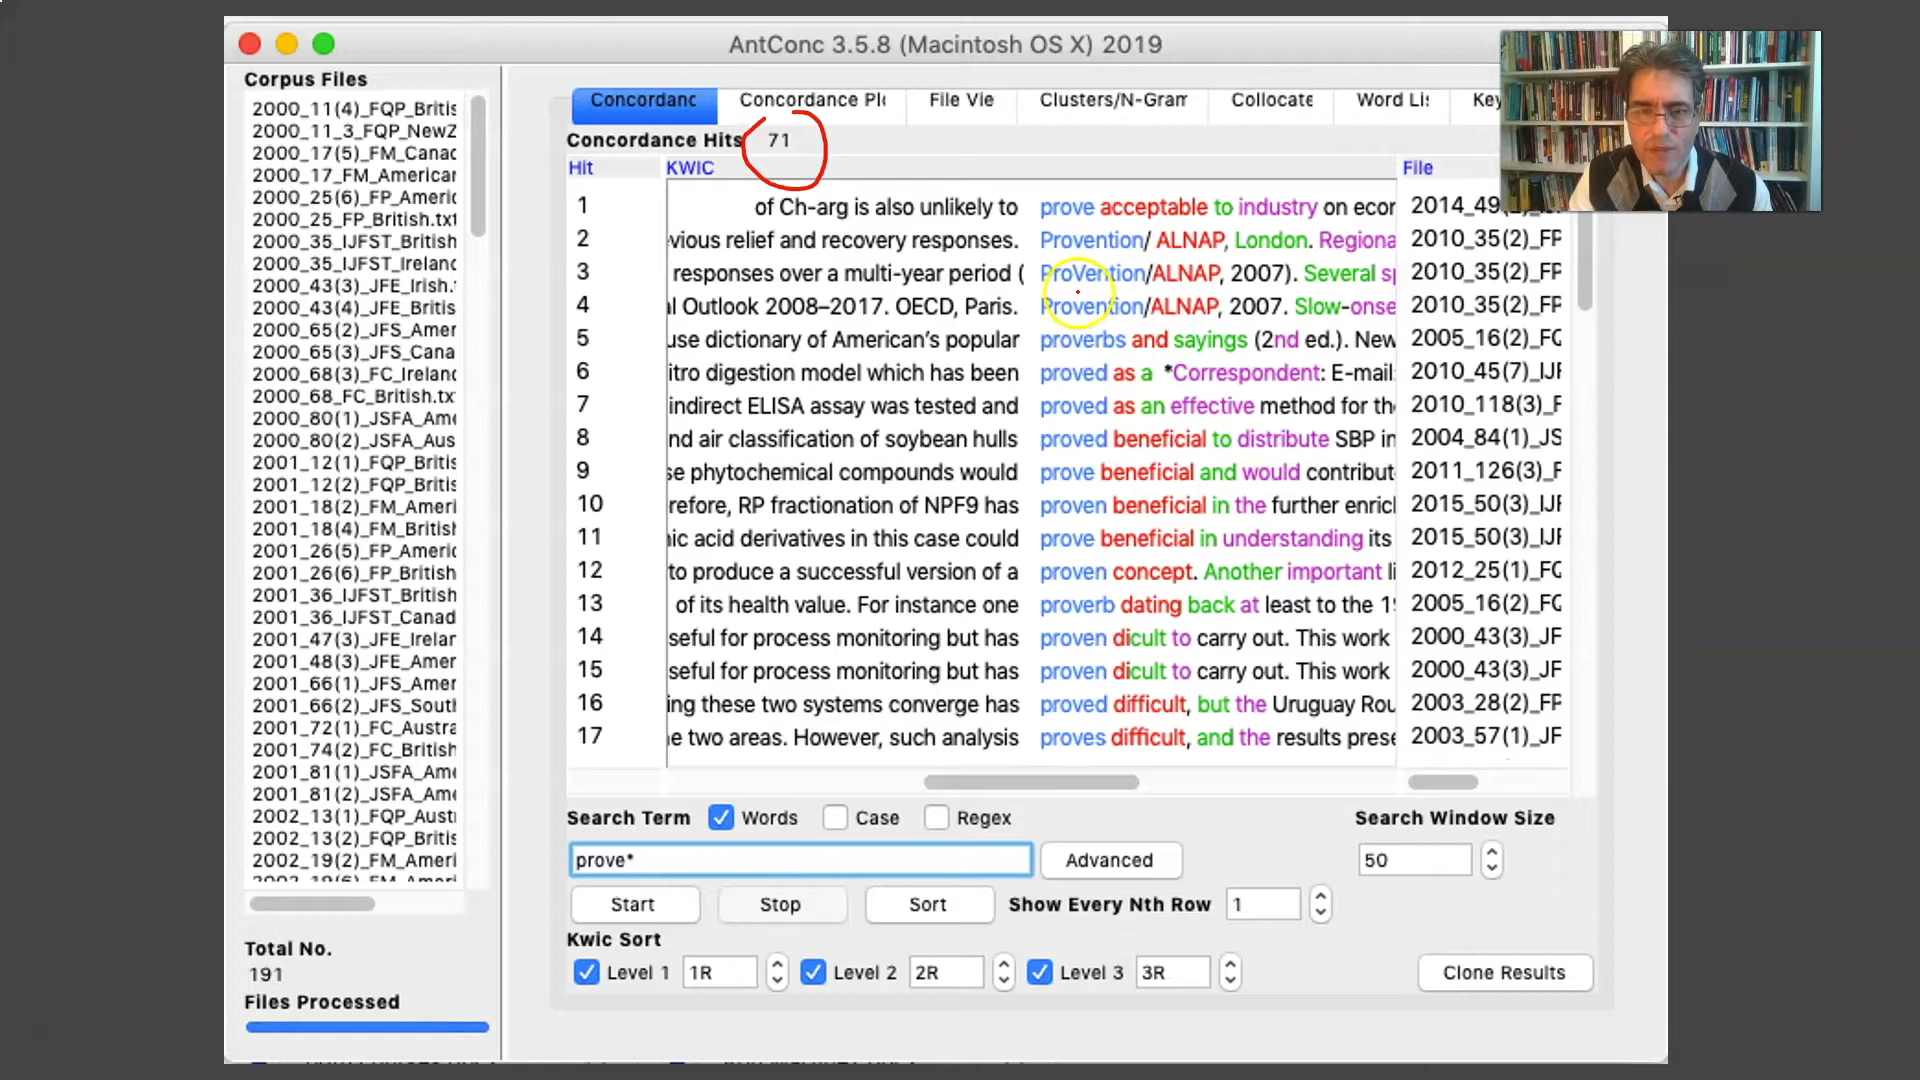 AntConc 3.5.8 (Macintosh OS X) 2019
Corpus Files
2000_11(4)_FQP_Britis
2000_11_3_FQP_NewZ
2000_17(5)_FM_Canac
2000_17_FM_American
2000_25(6)_FP_Americ
2000_25_FP_British.txt
2000_35_IJFST_British
2000_35_IJFST_Ireland
2000_43(3)_JFE_Irish.
2000_43(4)_JFE_Britis
2000_65(2)_JFS_Amer
2000_65(3)_JFS_Cana
2000_68(3)_FC_Ireland
2000_68_FC_British.tx
2000_80(1)_JSFA_Ame
2000_80(2)_JSFA_Aus
2001_12(1)_FQP_Britis
2001_12(2)_FQP_Britis
2001_18(2)_FM_Ameri
2001_18(4)_FM_British
2001_26(5)_FP_Americ
2001_26(6)_FP_British
2001_36_IJFST_British
2001_36_IJFST_Canad
2001_47(3)_JFE_Irelar
2001_48(3)_JFE_Amer
2001_66(1)_JFS_Amer
2001_66(2)_JFS_Sout
2001_72(1)_FC_Austra
2001_74(2)_FC_British
2001_81(1)_JSFA_Ame
2001_81(2)_JSFA_Ame
2002_13(1)_FQP_Aust
2002_13(2)_FQP_Britis
2002_19(2)_FM_Ameri
Total No.
191
Files Processed
Concordanc Concordance Pl File Vie Clusters/N-Gram Collocate Word Li Key
Concordance Hits 71
Hit KWIC File
1 of Ch-arg is also unlikely to prove acceptable to industry on econ 2014_49
2 vious relief and recovery responses. Provention/ ALNAP, London. Regiona 2010_35(2)_FP
3 responses over a multi-year period ( ProVention/ALNAP, 2007). Several sp 2010_35(2)_FP
4 l Outlook 2008–2017. OECD, Paris. Provention/ALNAP, 2007. Slow-onse 2010_35(2)_FP
5 use dictionary of American’s popular proverbs and sayings (2nd ed.). New 2005_16(2)_FQ
6 itro digestion model which has been proved as a *Correspondent: E-mail: 2010_45(7)_IJF
7 indirect ELISA assay was tested and proved as an effective method for the 2010_118(3)_F
8 nd air classification of soybean hulls proved beneficial to distribute SBP in 2004_84(1)_JS
9 se phytochemical compounds would prove beneficial and would contribut 2011_126(3)_F
10 refore, RP fractionation of NPF9 has proven beneficial in the further enric 2015_50(3)_IJF
11 ic acid derivatives in this case could prove beneficial in understanding its 2015_50(3)_IJF
12 to produce a successful version of a proven concept. Another important li 2012_25(1)_FQ
13 of its health value. For instance one proverb dating back at least to the 1 2005_16(2)_FQ
14 seful for process monitoring but has proven dicult to carry out. This work 2000_43(3)_JF
15 seful for process monitoring but has proven dicult to carry out. This work 2000_43(3)_JF
16 ing these two systems converge has proved difficult, but the Uruguay Rou 2003_28(2)_FP
17 e two areas. However, such analysis proves difficult, and the results prese 2003_57(1)_JF
Search Term Words Case Regex Search Window Size
prove* Advanced 50
Start Stop Sort Show Every Nth Row 1
Kwic Sort
Level 1 1R Level 2 2R Level 3 3R Clone Results